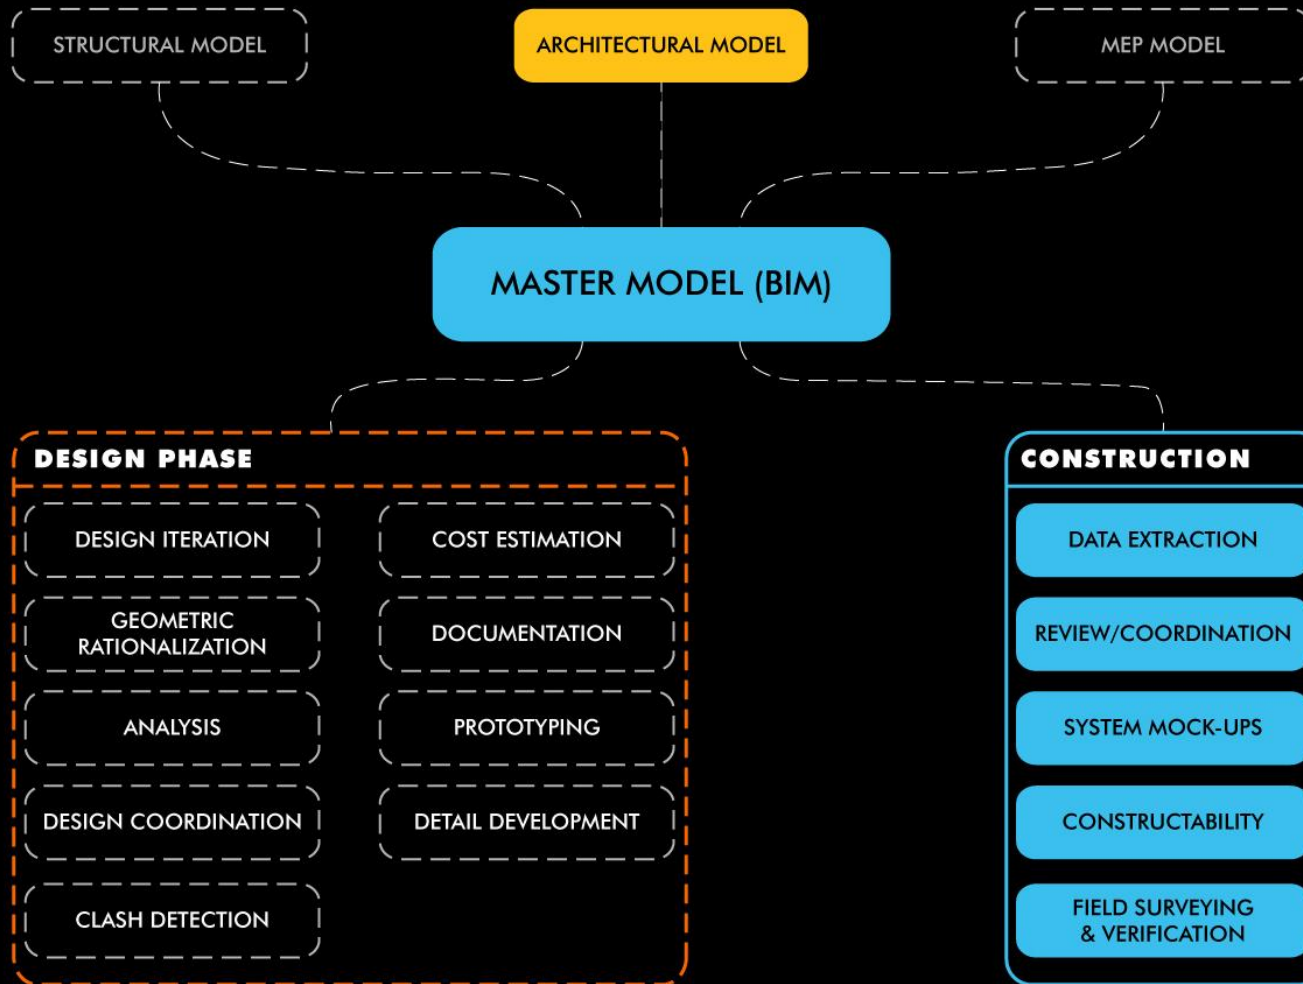 STRUCTURAL MODEL
ARCHITECTURAL MODEL
MEP MODEL
MASTER MODEL (BIM)
DESIGN PHASE
DESIGN ITERATION
GEOMETRIC
RATIONALIZATION
ANALYSIS
DESIGN COORDINATION
CLASH DETECTION
COST ESTIMATION
DOCUMENTATION
PROTOTYPING
DETAIL DEVELOPMENT
CONSTRUCTION
DATA EXTRACTION
REVIEW/COORDINATION
SYSTEM MOCK-UPS
CONSTRUCTABILITY
FIELD SURVEYING
& VERIFICATION